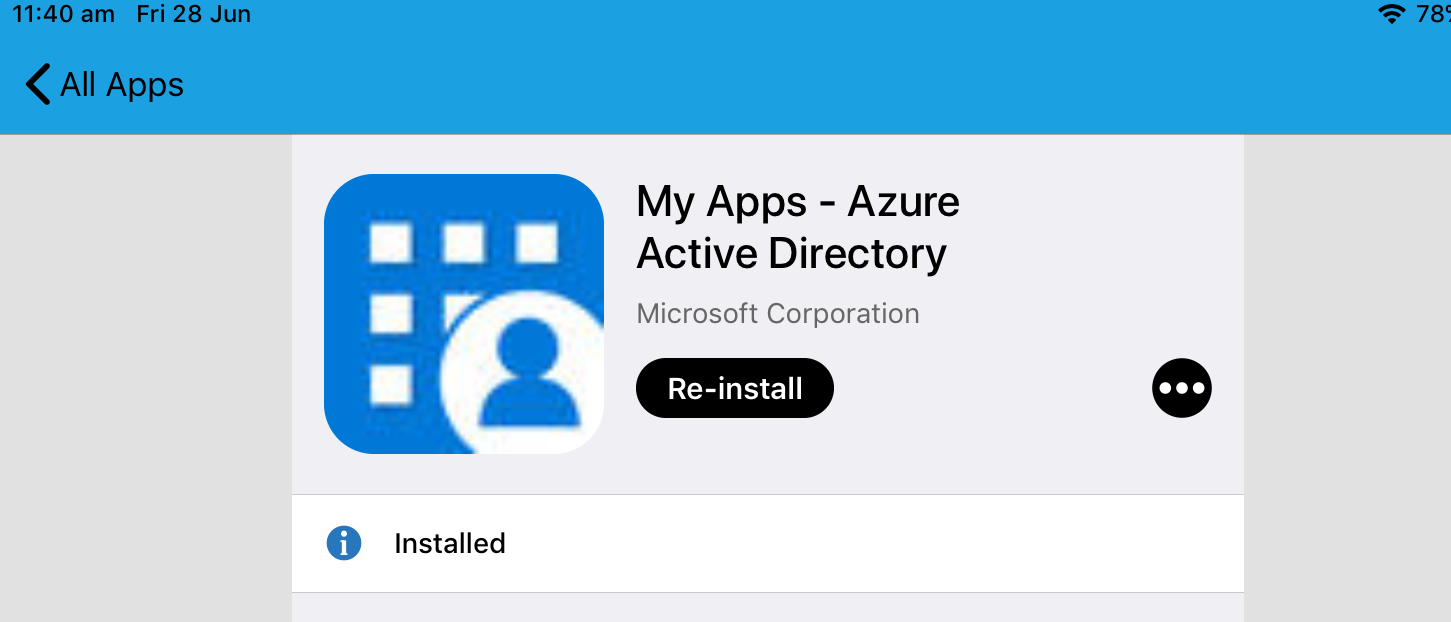 11:40 am Fri 28 Jun
All Apps
My Apps - Azure
Active Directory
Microsoft Corporation
Re-install
Installed